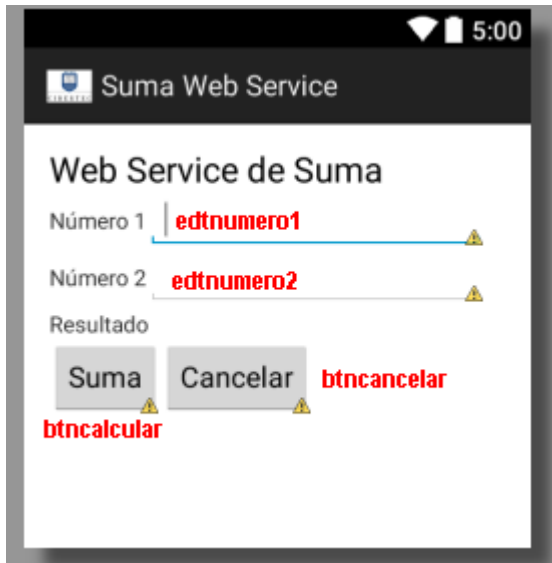 5:00
Suma Web Service
Web Service de Suma
Número 1 edtnumero1
Número 2 edtnumero2
Resultado
Suma Cancelar btncancelar
btncalcular